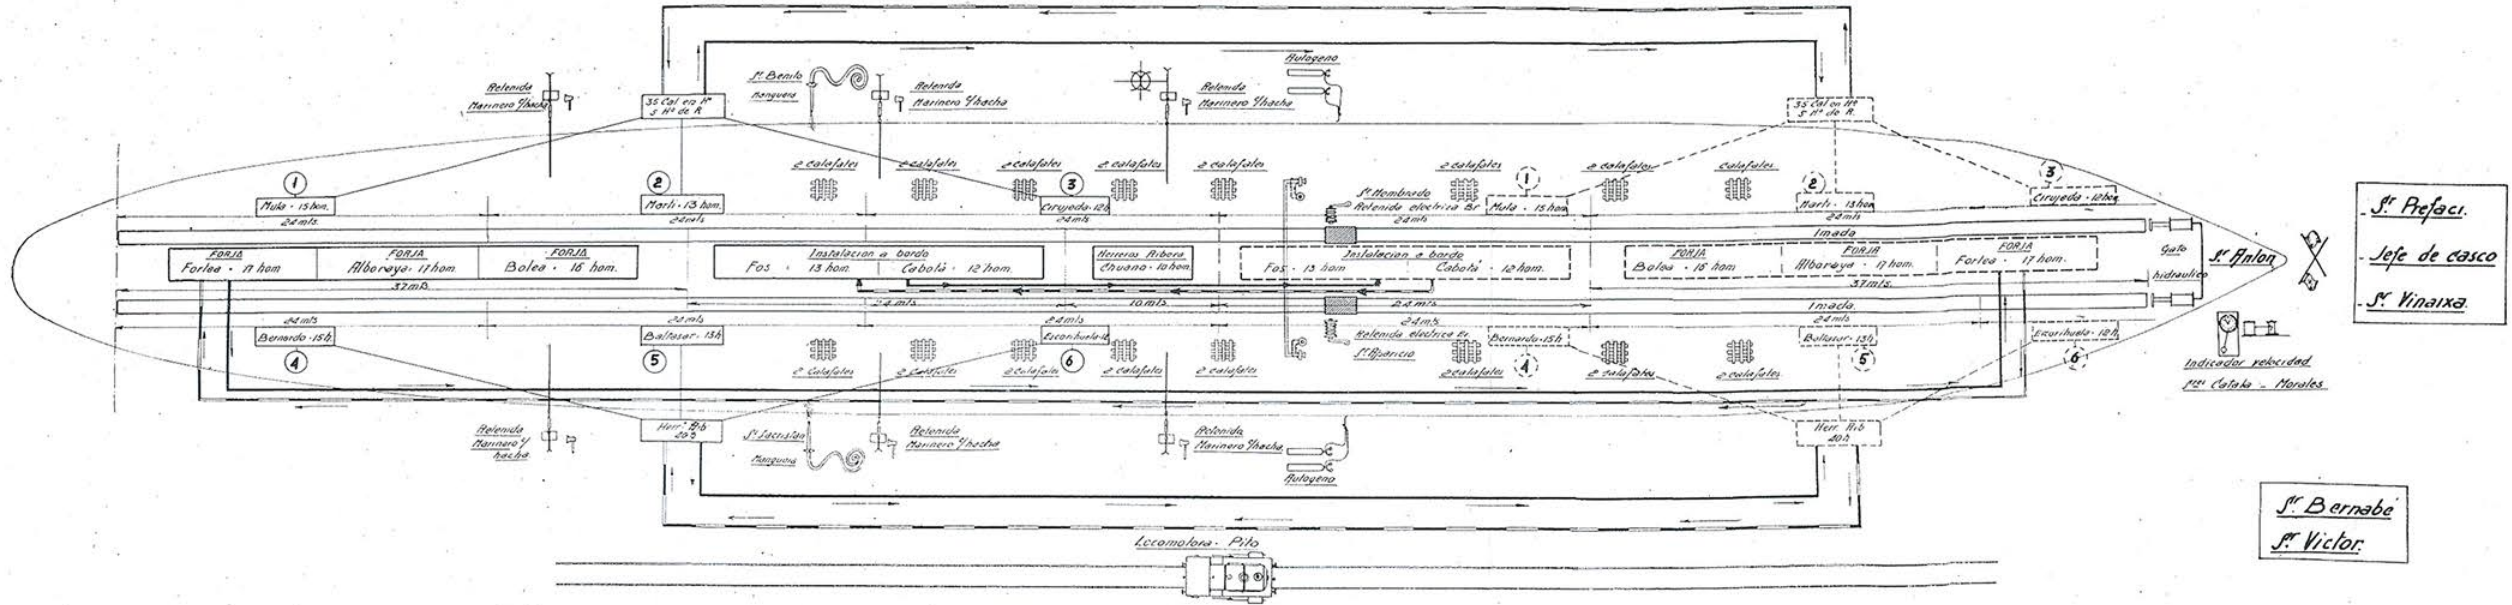 Retenida
Marinero c/hacha
35 Cal en Hº
5 Hº de R.
Sr. Benito
Manguera
Retenida
Marinero c/hacha
Retenida
Marinero c/hacha
Autogeno
35 Cal en Hº
5 Hº de R.
2 calafates
2 calafates
2 calafates
2 calafates
2 calafates
2 calafates
2 calafates
calafates
1
2
3
1
2
3
Mula - 15 hom.
Marti - 13 hom.
Cirujeda - 12 h
Sr. Membrado
Retenida electrica Br
Mula - 15 hom
Marti - 13 hom
Cirujeda - 12 hom.
24 mts.
24 mts
24 mts
24 mts
24 mts
Imada
FORJA
Forlea - 17 hom
FORJA
Alboraya - 17 hom.
FORJA
Bolea - 16 hom.
Instalacion a bordo
Fos - 13 hom.
Cabota - 12 hom.
Herreros Ribera
Chuano - 10 hom.
Instalacion a bordo
Fos - 13 hom
Cabota - 12 hom.
FORJA
Bolea - 16 hom
FORJA
Alboraya - 17 hom.
FORJA
Forlea - 17 hom.
Gato
hidraulico
Sr. Anlon
37 mts
24 mts
10 mts
24 mts
37 mts.
Imada.
24 mts
24 mts
24 mts
24 mts
24 mts
Bernardo - 15 h.
Baltasar - 13 h
Escorihuela - 12
Retenida electrica Er.
Sr. Aparicio
Bernardo - 15 h
Baltasar - 13 h
Escorihuela - 12 h
4
5
6
4
5
6
2 Calafates
2 Calafates
2 Calafates
2 calafates
2 calafates
2 calafates
2 calafates
2 calafates
Retenida
Marinero c/
hacha
Herr. Rib
20 h
Sr. Sacristan
Manguera
Retenida
Marinero c/hacha
Retenida
Marinero c/hacha
Autogeno
Herr. Rib
20 h
Locomotora - Pito
- Sr. Prefaci.
- Jefe de casco
- Sr. Vinaixa.
Indicador velocidad
Sres. Catala - Morales
Sr. Bernabé
Sr. Victor.